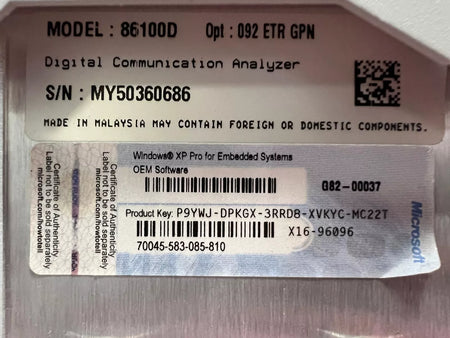 MODEL : 86100D Opt : 092 ETR GPN
Digital Communication Analyzer
S/N : MY50360686
MADE IN MALAYSIA MAY CONTAIN FOREIGN OR DOMESTIC COMPONENTS.
Certificate of Authenticity
Label not to be sold separately
microsoft.com/howtotell
Certificate of Authenticity
Label not to be sold separately
microsoft.com/howtotell
Windows® XP Pro for Embedded Systems
OEM Software
G82-00037
Product Key: P9YWJ-DPKGX-3RRD8-XVKYC-MC22T
X16-96096
70045-583-085-810
Microsoft